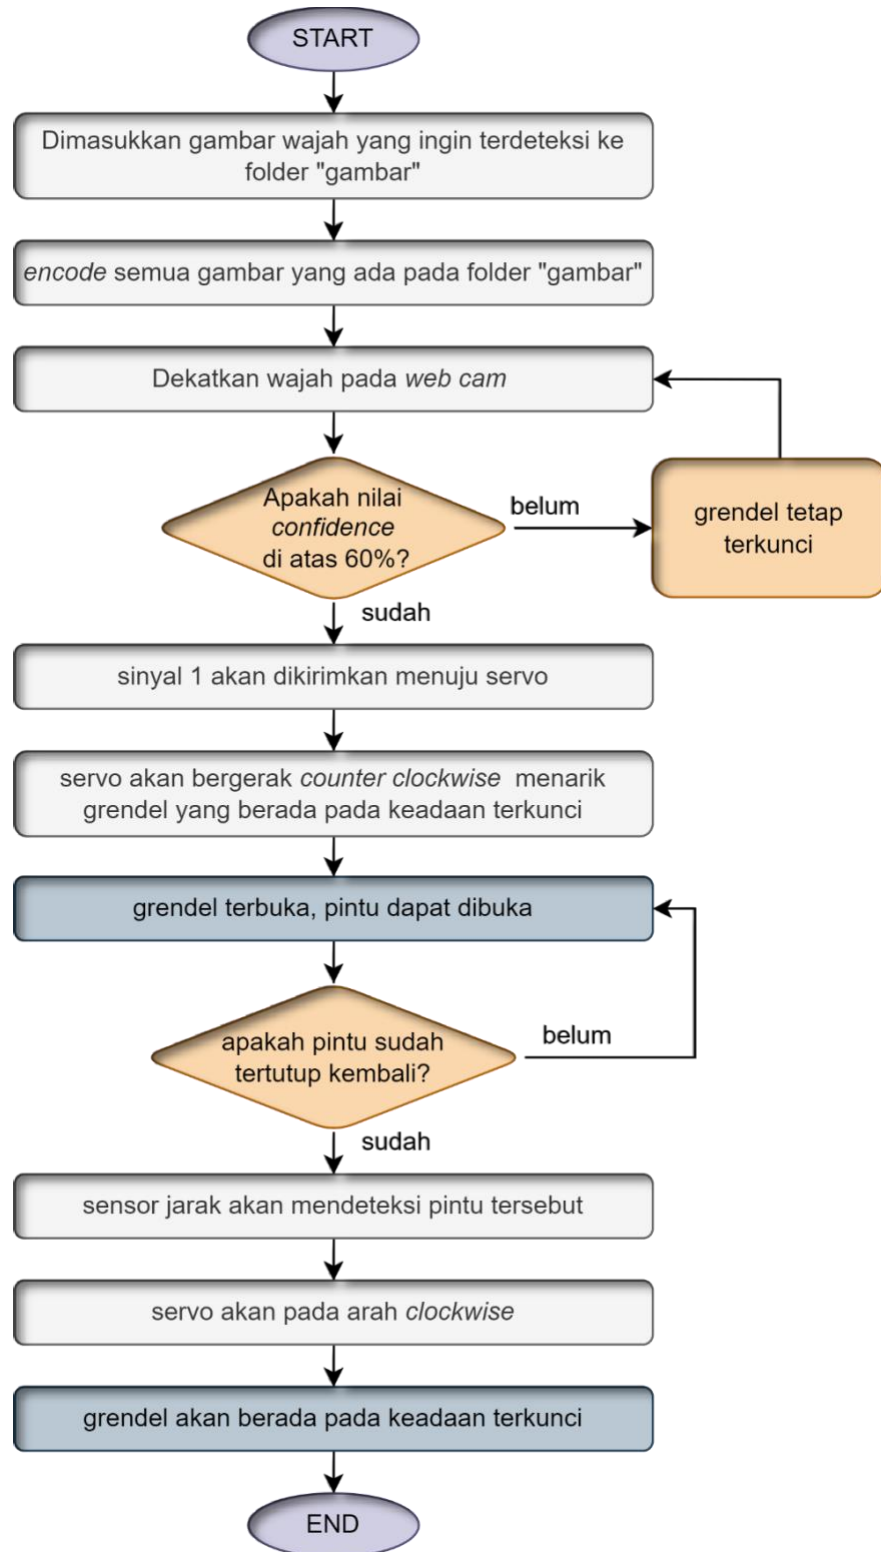 START
Dimasukkan gambar wajah yang ingin terdeteksi ke
folder "gambar"
encode semua gambar yang ada pada folder "gambar"
Dekatkan wajah pada web cam
Apakah nilai
confidence
di atas 60%?
belum
grendel tetap
terkunci
sudah
sinyal 1 akan dikirimkan menuju servo
servo akan bergerak counter clockwise menarik
grendel yang berada pada keadaan terkunci
grendel terbuka, pintu dapat dibuka
apakah pintu sudah
tertutup kembali?
belum
sudah
sensor jarak akan mendeteksi pintu tersebut
servo akan pada arah clockwise
grendel akan berada pada keadaan terkunci
END